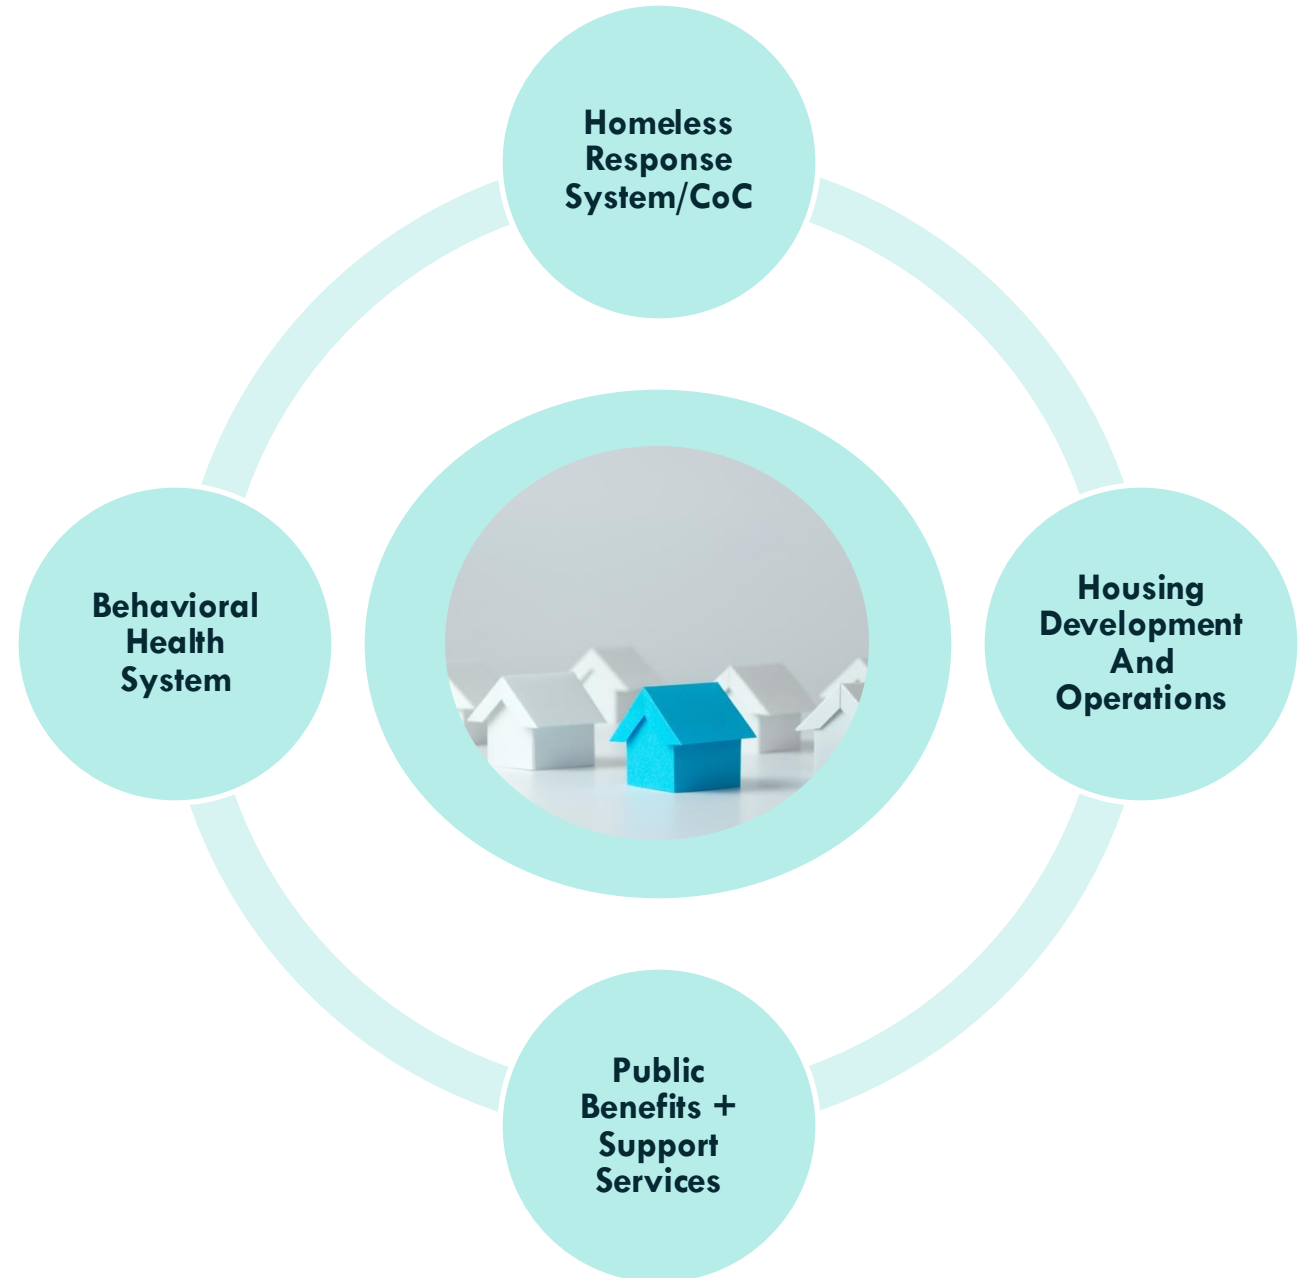 Homeless
Response
System/CoC
Behavioral
Health
System
Housing
Development
And
Operations
Public
Benefits +
Support
Services